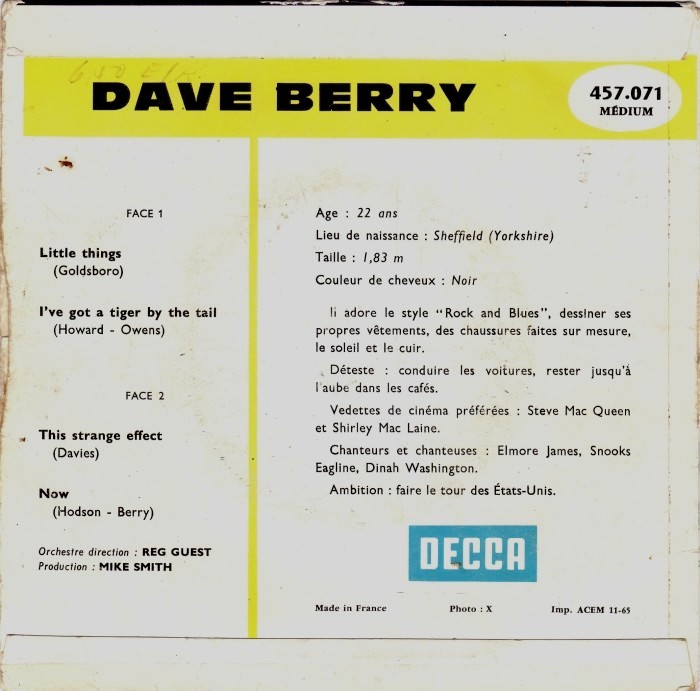 DAVE BERRY
457.071
MÉDIUM
FACE 1
Little things
(Goldsboro)
I've got a tiger by the tail
(Howard - Owens)
FACE 2
This strange effect
(Davies)
Now
(Hodson - Berry)
Orchestre direction : REG GUEST
Production : MIKE SMITH
Age : 22 ans
Lieu de naissance : Sheffield (Yorkshire)
Taille : 1,83 m
Couleur de cheveux : Noir
Il adore le style "Rock and Blues", dessiner ses
propres vêtements, des chaussures faites sur mesure,
le soleil et le cuir.
Déteste : conduire les voitures, rester jusqu'à
l'aube dans les cafés.
Vedettes de cinéma préférées : Steve Mac Queen
et Shirley Mac Laine.
Chanteurs et chanteuses : Elmore James, Snooks
Eagline, Dinah Washington.
Ambition : faire le tour des États-Unis.
DECCA
Made in France Photo : X Imp. ACEM 11-65